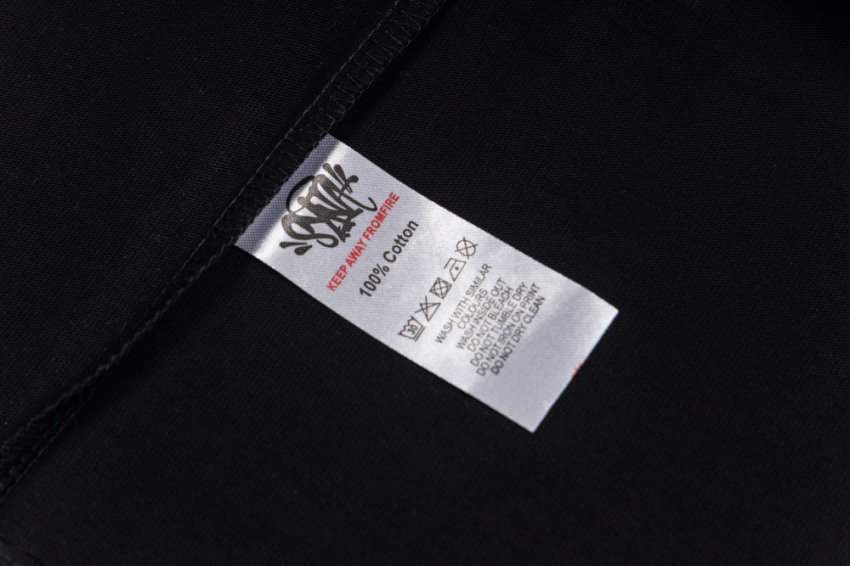 KEEP AWAY FROMFIRE
100% Cotton
30
WASH WITH SIMILAR
COLOURS
WASH INSIDE OUT
DO NOT BLEACH
DO NOT TUMBLE DRY
DO NOT IRON ON PRINT
DO NOT DRY CLEAN